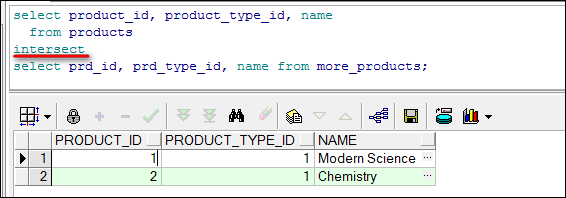 select product_id, product_type_id, name
from products
intersect
select prd_id, prd_type_id, name from more_products;
PRODUCT_ID PRODUCT_TYPE_ID NAME
1 1 1 Modern Science ...
2 2 1 Chemistry ...